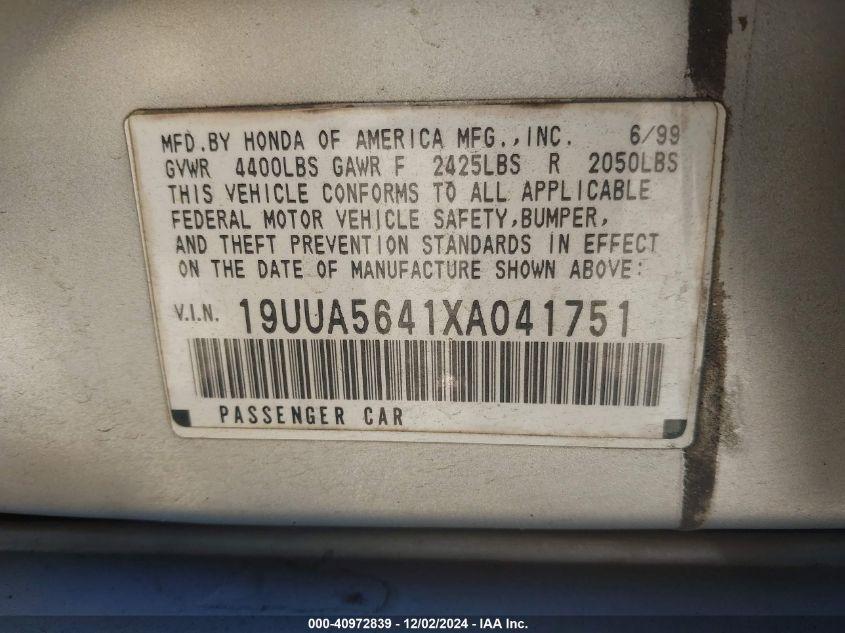 MFD.BY HONDA OF AMERICA MFG.,INC. 6/99
GVWR 4400LBS GAWR F 2425LBS R 2050LBS
THIS VEHICLE CONFORMS TO ALL APPLICABLE
FEDERAL MOTOR VEHICLE SAFETY,BUMPER,
AND THEFT PREVENTION STANDARDS IN EFFECT
ON THE DATE OF MANUFACTURE SHOWN ABOVE:
V.I.N. 19UUA5641XA041751
PASSENGER CAR
000-40972839 - 12/02/2024 - IAA Inc.